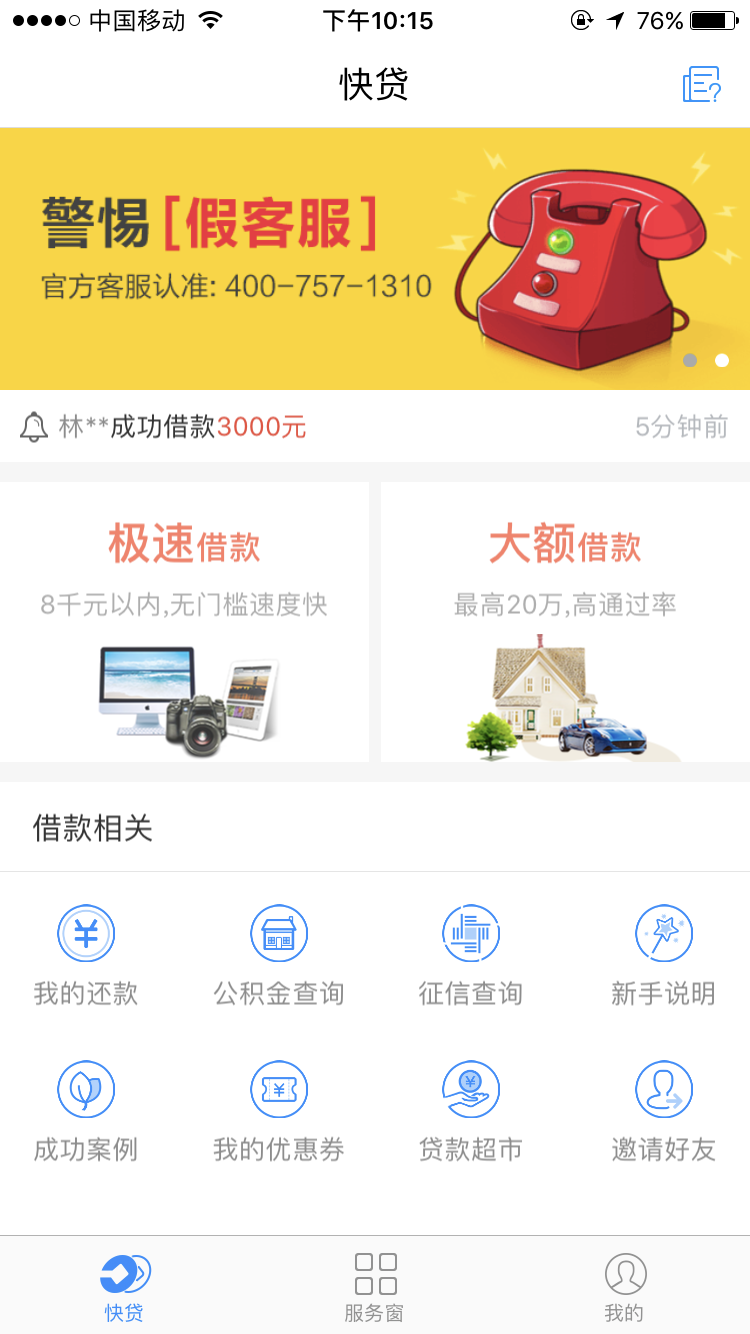 中国移动 下午10:15 76%
快贷
警惕[假客服]
官方客服认准: 400-757-1310
林**成功借款3000元 5分钟前
极速借款 大额借款
8千元以内,无门槛速度快 最高20万,高通过率
借款相关
我的还款 公积金查询 征信查询 新手说明
成功案例 我的优惠券 贷款超市 邀请好友
快贷 服务窗 我的